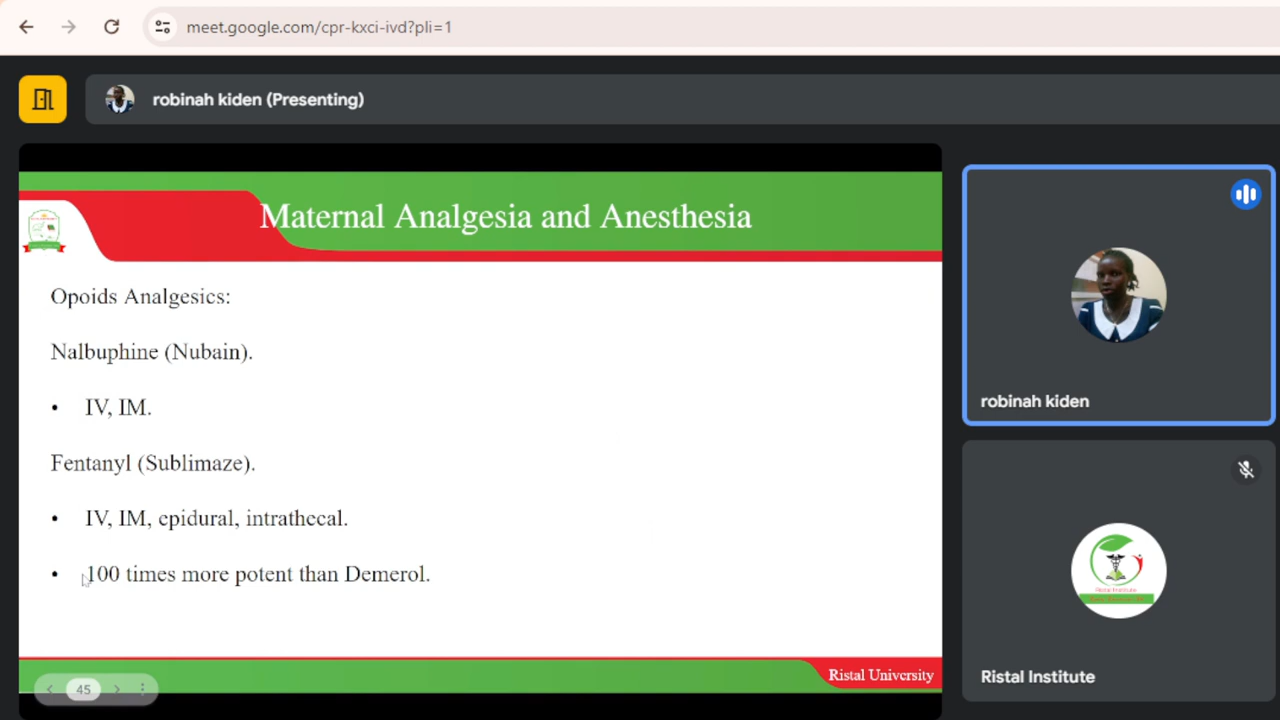 meet.google.com/cpr-kxci-ivd?pli=1
robinah kiden (Presenting)
Maternal Analgesia and Anesthesia
Opoids Analgesics:
Nalbuphine (Nubain).
• IV, IM.
Fentanyl (Sublimaze).
• IV, IM, epidural, intrathecal.
• 100 times more potent than Demerol.
Ristal University
45
robinah kiden
Ristal Institute
Ristal Institute